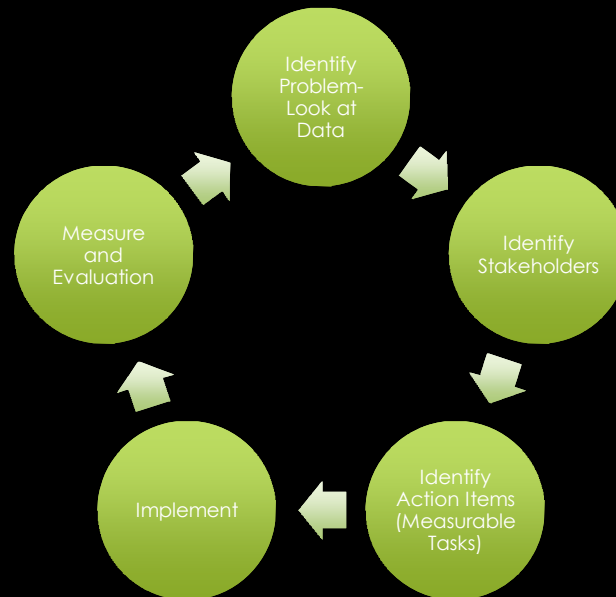 Identify
Problem-
Look at
Data
Identify
Stakeholders
Identify
Action Items
(Measurable
Tasks)
Implement
Measure
and
Evaluation